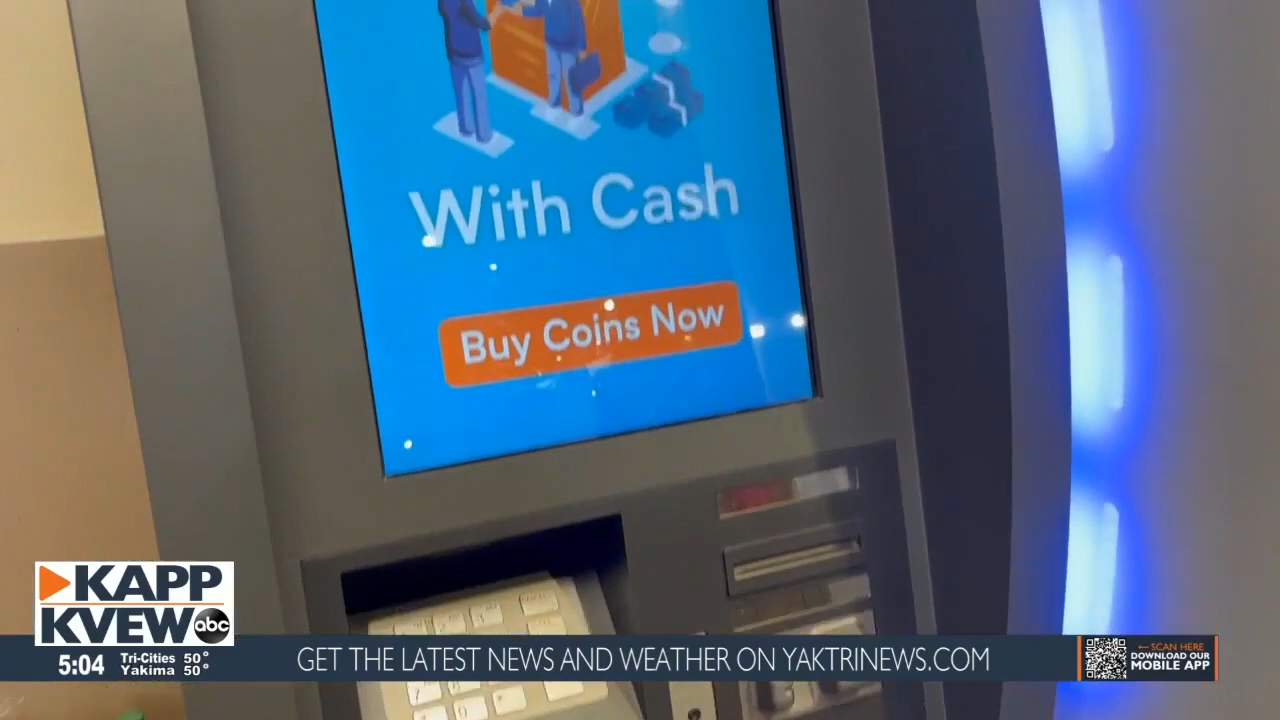 With Cash
Buy Coins Now
KAPP
KVEW abc
5:04
Tri-Cities 50°
Yakima 50°
GET THE LATEST NEWS AND WEATHER ON YAKTRINEWS.COM
←SCAN HERE
DOWNLOAD OUR
MOBILE APP